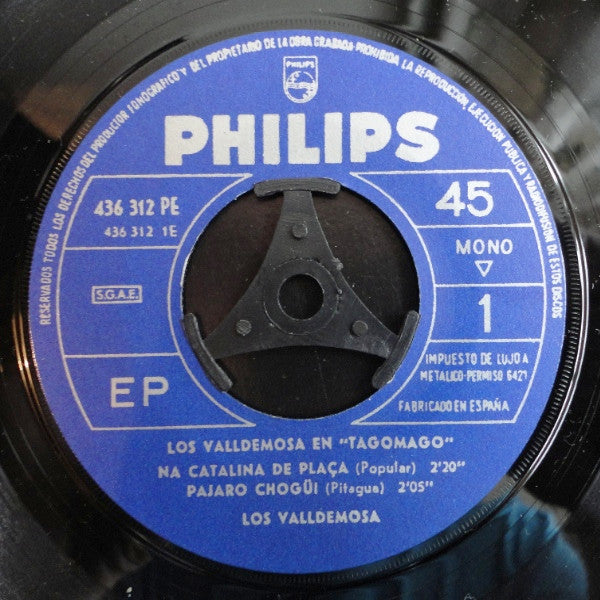 RESERVADOS TODOS LOS DERECHOS DEL PRODUCTOR FONOGRAFICO Y DEL PROPIETARIO DE LA OBRA GRABADA-PROHIBIDA LA REPRODUCCION, EJECUCION PUBLICA Y RADIODIFUSION DE ESTOS DISCOS
PHILIPS
PHILIPS
436 312 PE
436 312 1E
45
MONO
S.G.A.E.
1
EP
IMPUESTO DE LUJO A
METALICO-PERMISO 6421
FABRICADO EN ESPAÑA
LOS VALLDEMOSA EN "TAGOMAGO"
NA CATALINA DE PLAÇA (Popular) 2'20"
PAJARO CHOGÜI (Pitagua) 2'05"
LOS VALLDEMOSA